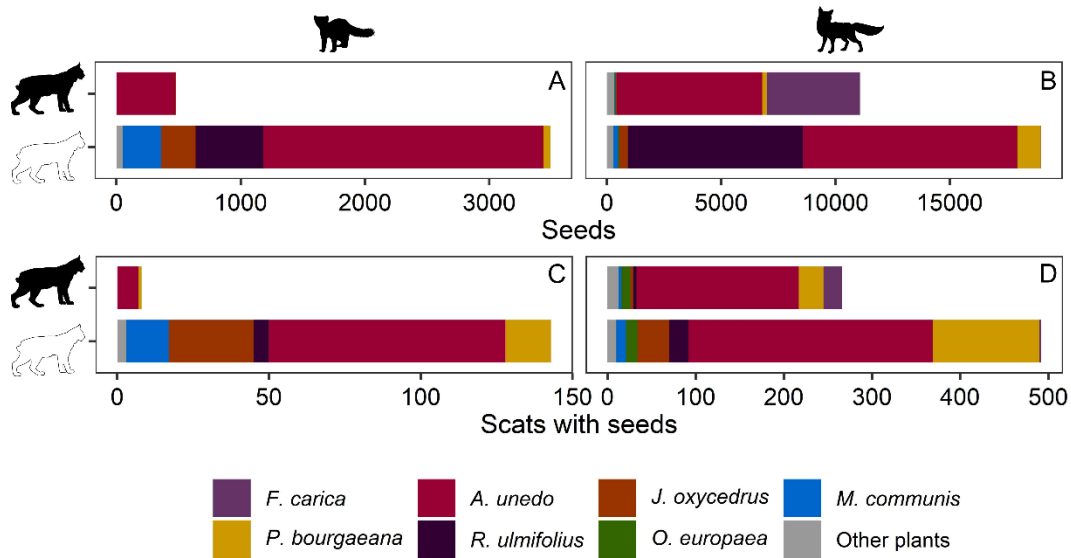 A
B
0 1000 2000 3000
0 5000 10000 15000
Seeds
C
D
0 50 100 150
0 100 200 300 400 500
Scats with seeds
F. carica A. unedo J. oxycedrus M. communis
P. bourgaeana R. ulmifolius O. europaea Other plants